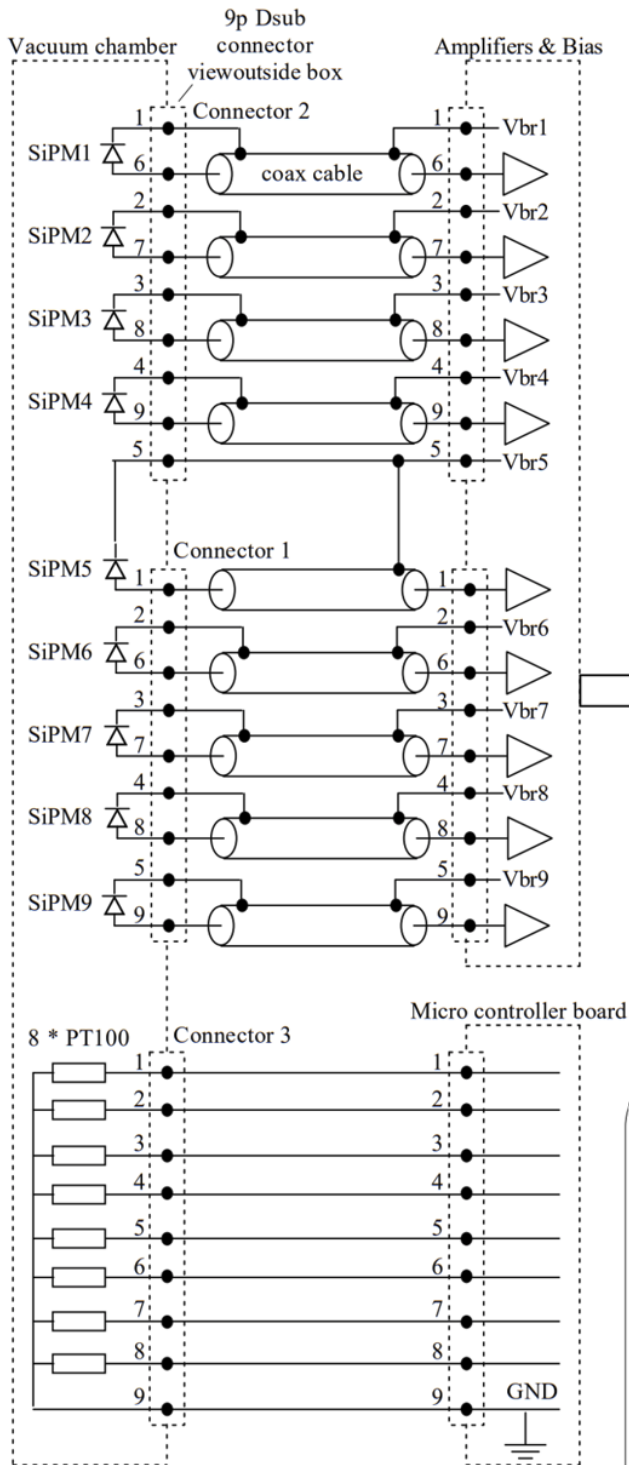 9p Dsub
Vacuum chamber connector Amplifiers & Bias
viewoutside box
Connector 2
1 1 Vbr1
SiPM1 6 coax cable 6
2 2 Vbr2
SiPM2 7 7
3 3 Vbr3
SiPM3 8 8
4 4 Vbr4
SiPM4 9 9
5 5 Vbr5
Connector 1
SiPM5 1 1
2 2 Vbr6
SiPM6 6 6
3 3 Vbr7
SiPM7 7 7
4 4 Vbr8
SiPM8 8 8
5 5 Vbr9
SiPM9 9 9
Micro controller board
8 * PT100 Connector 3
1 1
2 2
3 3
4 4
5 5
6 6
7 7
8 8
9 9 GND